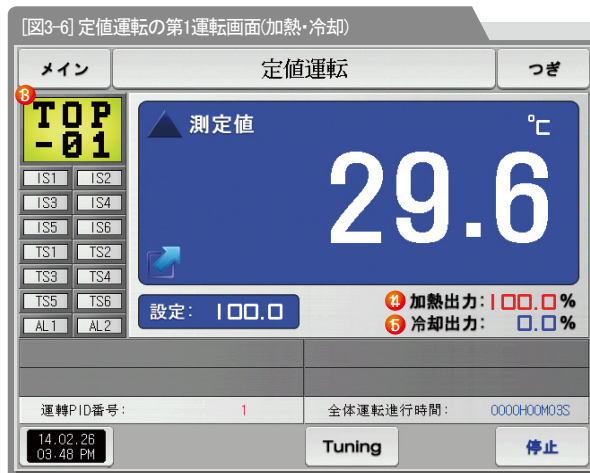 [図3-6] 定値運転の第1運転画面(加熱·冷却)
メイン 定値運転 つぎ
⑬
TOP
-01
測定値 ℃
29.6
IS1 IS2
IS3 IS4
IS5 IS6
TS1 TS2
TS3 TS4
TS5 TS6
AL1 AL2
設定: 100.0
⑭ 加熱出力: 100.0 %
⑮ 冷却出力: 0.0 %
運轉PID番号: 1 全体運転進行時間: 0000H00M03S
14.02.26
03:48 PM
Tuning 停止